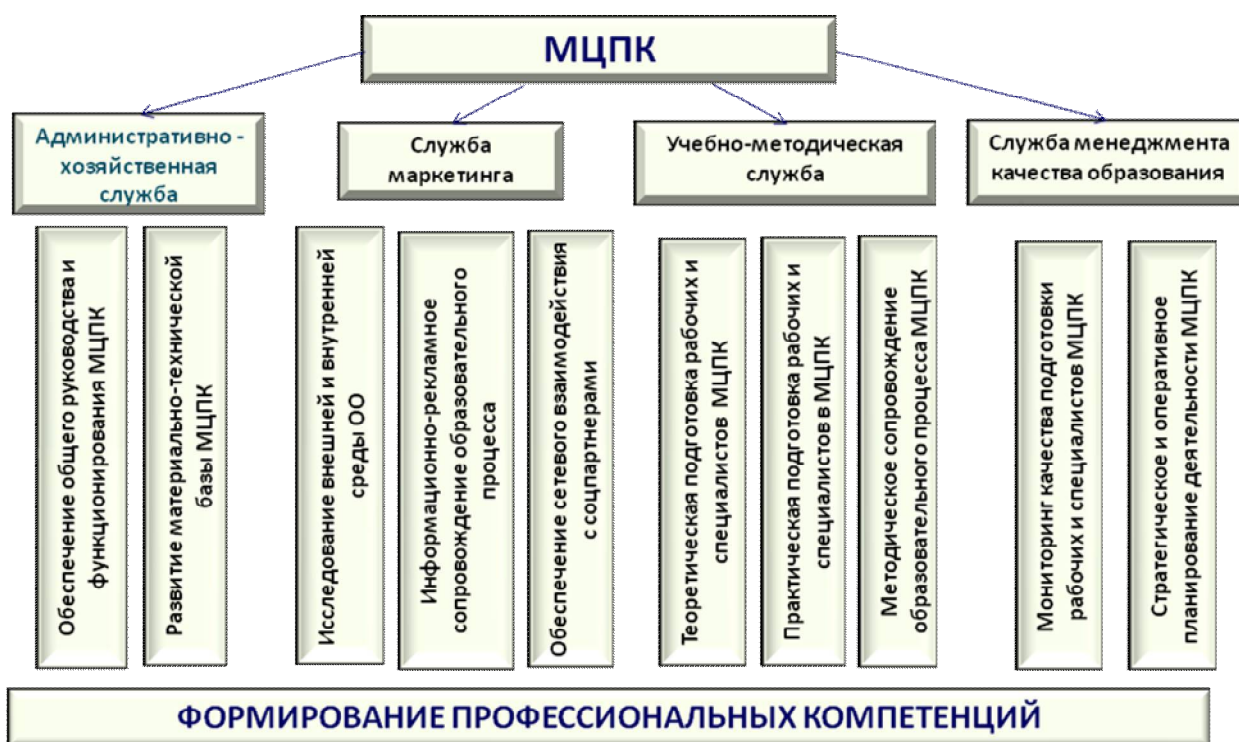 МЦПК
Административно -
хозяйственная
служба
Служба
маркетинга
Учебно-методическая
служба
Служба менеджмента
качества образования
Обеспечение общего руководства и
функционирования МЦПК
Развитие материально-технической
базы МЦПК
Исследование внешней и внутренней
среды ОО
Информационно-рекламное
сопровождение образовательного
процесса
Обеспечение сетевого взаимодействия
с соцпартнерами
Теоретическая подготовка рабочих и
специалистов МЦПК
Практическая подготовка рабочих и
специалистов в МЦПК
Методическое сопровождение
образовательного процесса МЦПК
Мониторинг качества подготовки
рабочих и специалистов МЦПК
Стратегическое и оперативное
планирование деятельности МЦПК
ФОРМИРОВАНИЕ ПРОФЕССИОНАЛЬНЫХ КОМПЕТЕНЦИЙ